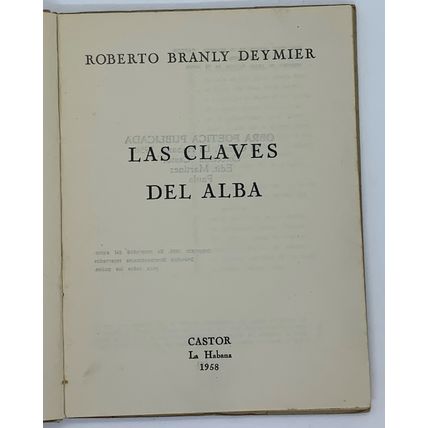 ROBERTO BRANLY DEYMIER
LAS CLAVES
DEL ALBA
CASTOR
La Habana
1958